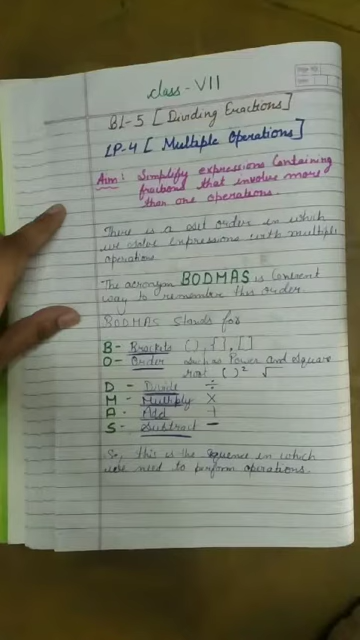 class - VII
BL-5 [ Dividing Fractions ]
LP-4 [ Multiple Operations ]
Aim: Simplify expressions containing
fractions that involve more
than one operations.
There is a set order in which
we solve expressions with multiple
operations.
The acronym BODMAS is
way to remember this order.
BODMAS stands for
B - Brackets ( ), { }, [ ]
O - Order such as Power and square
root ( )² √
D - Divide ÷
M - Multiply ×
A - Add +
S - Subtract -
So, this is the sequence in which
we need to perform operations.